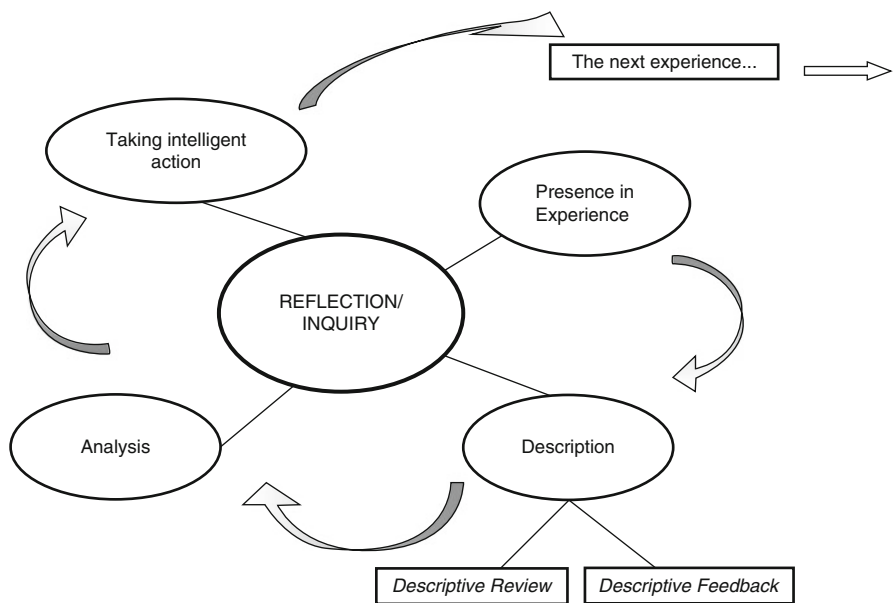 The next experience...
Taking intelligent
action
Presence in
Experience
REFLECTION/
INQUIRY
Analysis
Description
Descriptive Review
Descriptive Feedback